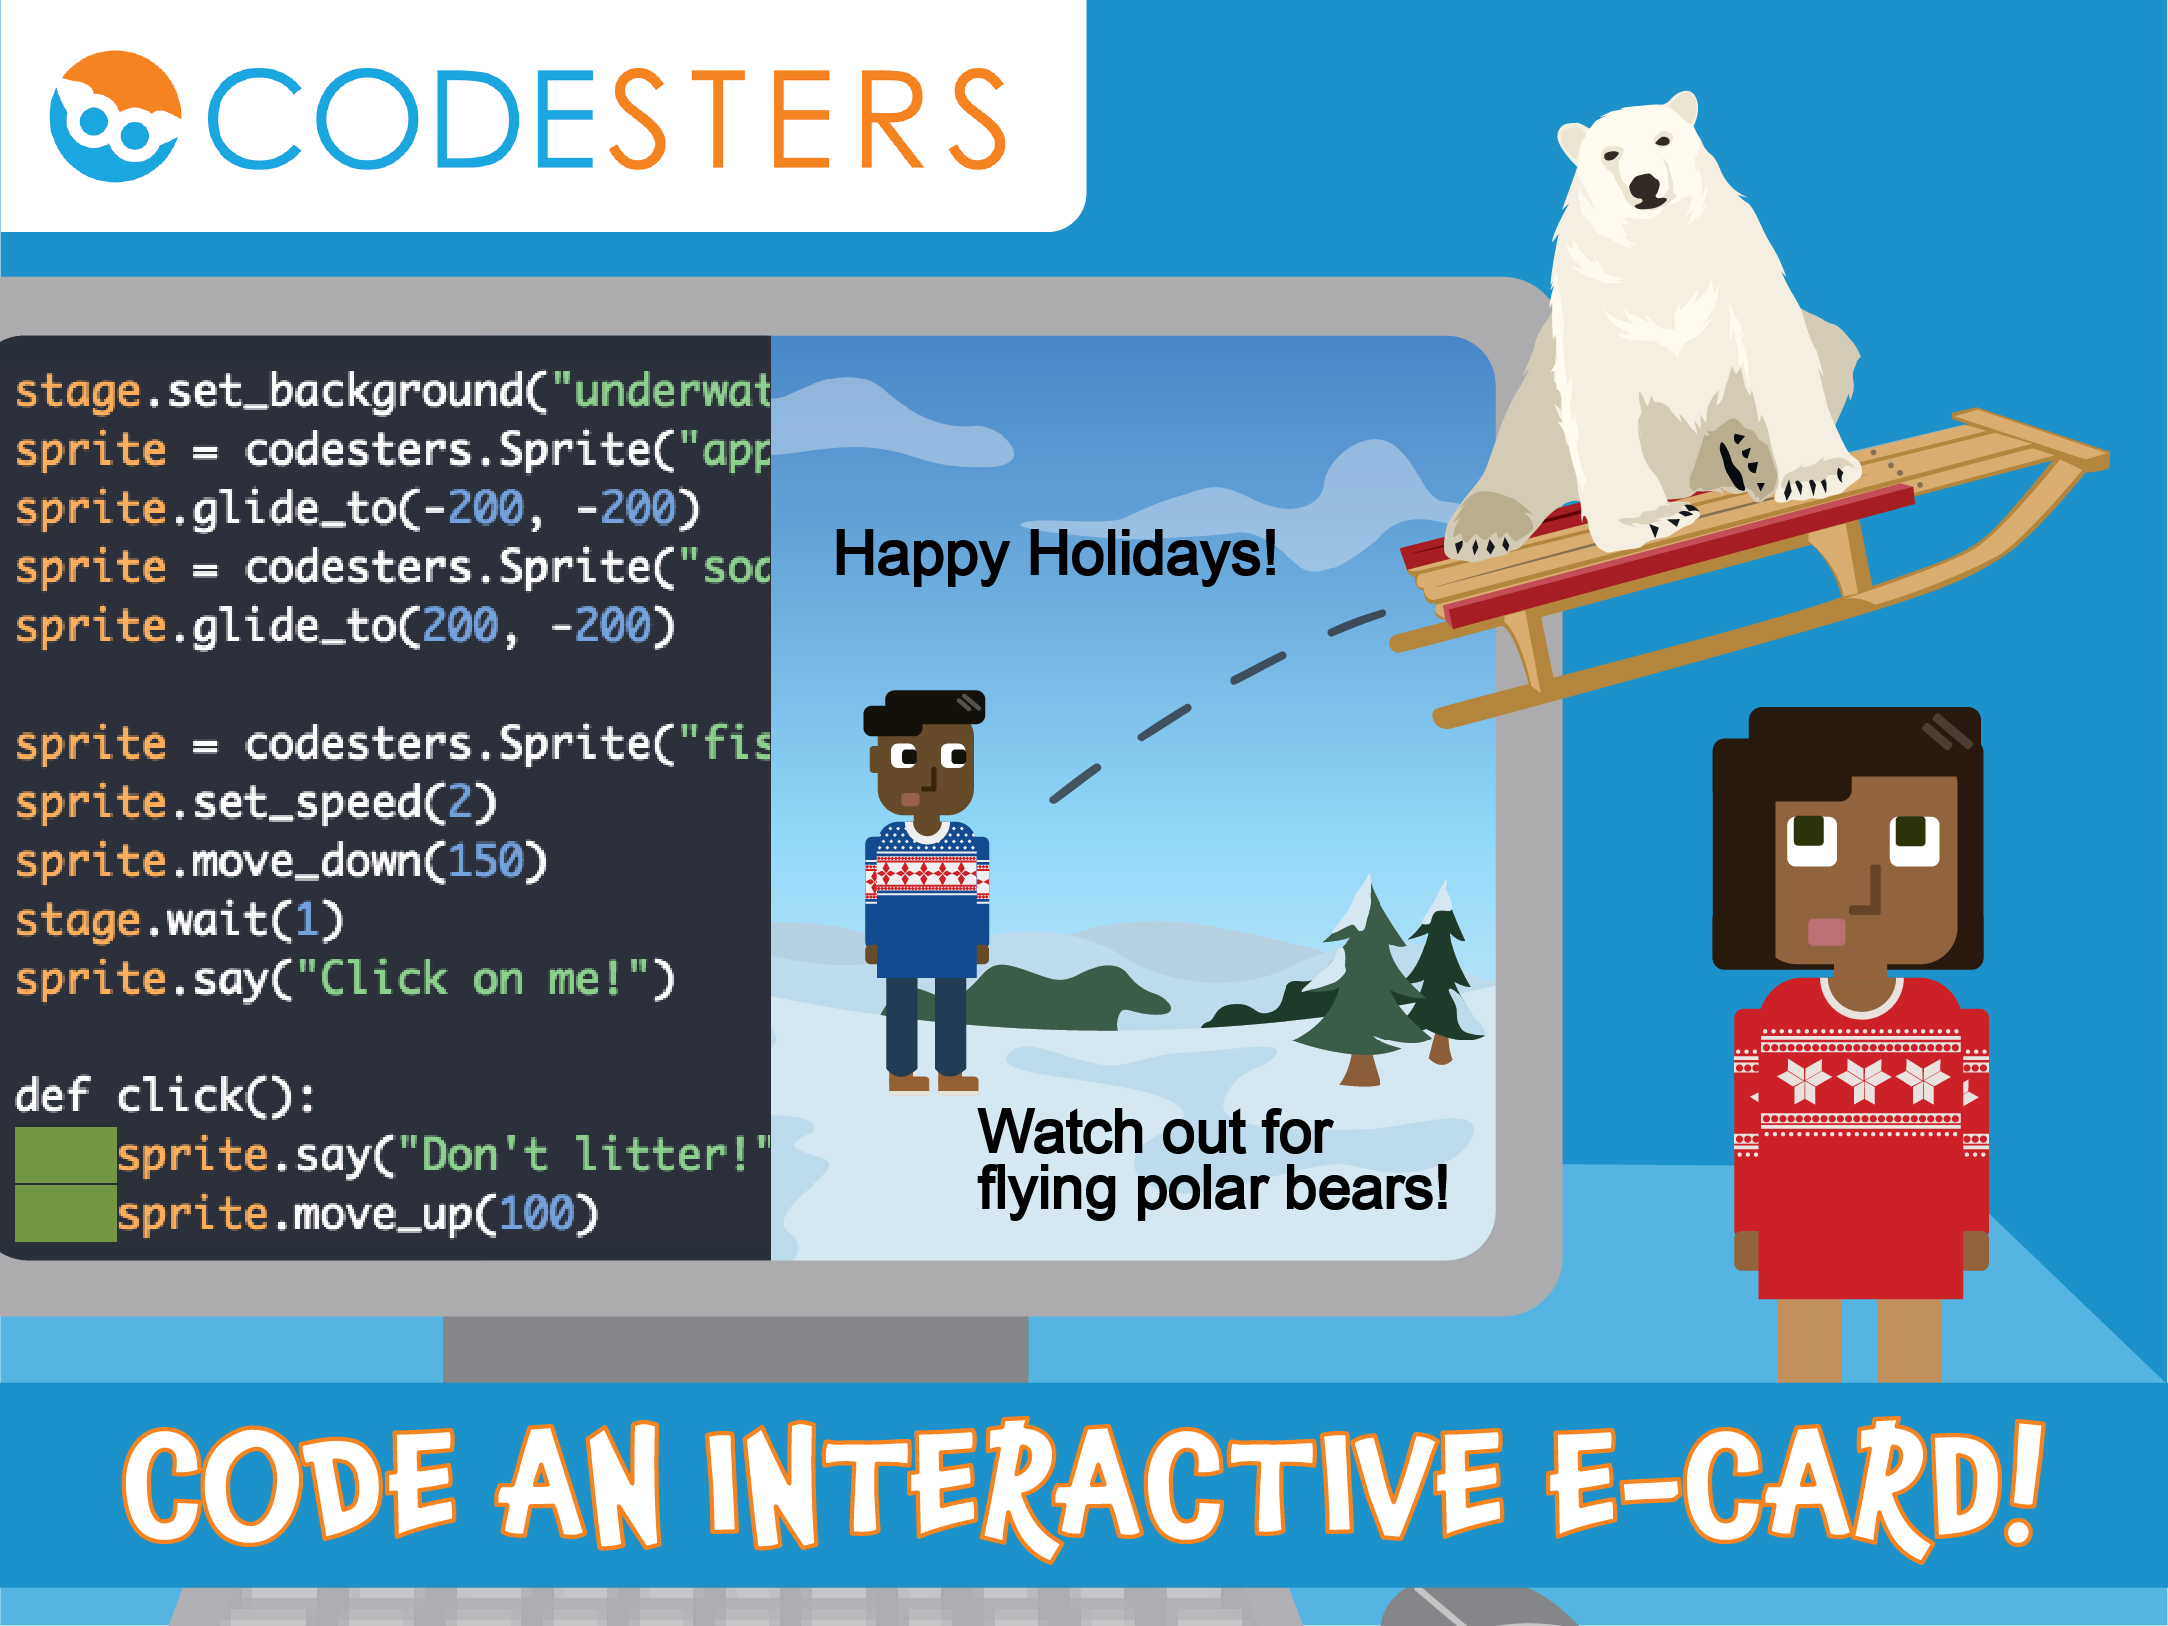 CODESTERS
stage.set_background("underwat
sprite = codesters.Sprite("app
sprite.glide_to(-200, -200)
sprite = codesters.Sprite("sod
sprite.glide_to(200, -200)
sprite = codesters.Sprite("fis
sprite.set_speed(2)
sprite.move_down(150)
stage.wait(1)
sprite.say("Click on me!")
def click():
sprite.say("Don't litter!"
sprite.move_up(100)
Happy Holidays!
Watch out for
flying polar bears!
CODE AN INTERACTIVE E-CARD!